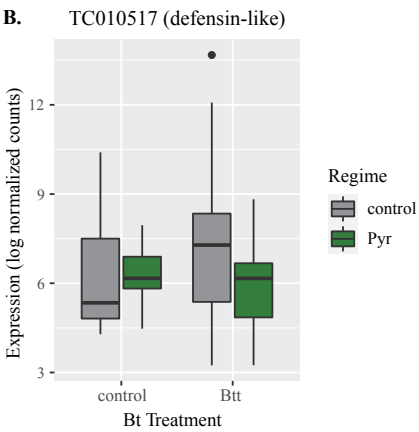 B. TC010517 (defensin-like)
Expression (log normalized counts)
12
9
6
3
control Btt
Bt Treatment
Regime
control
Pyr